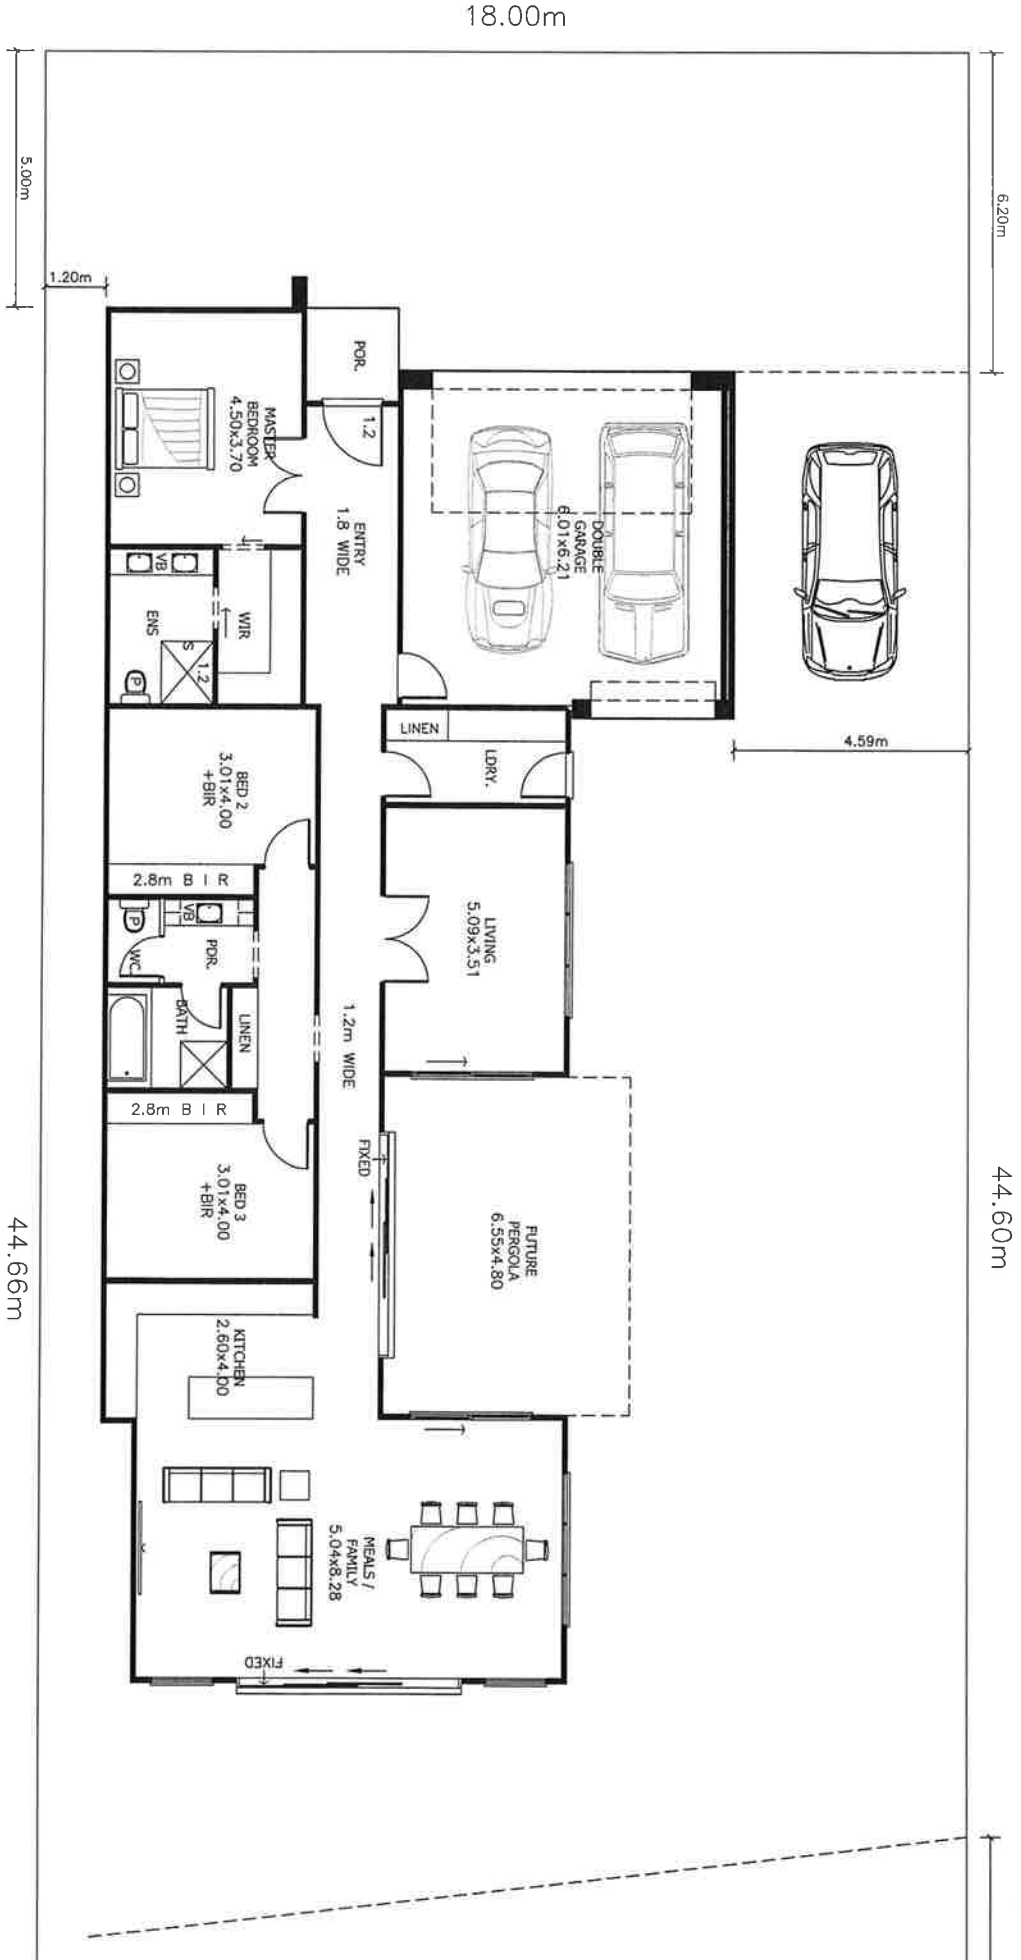 18.00m
5.00m
6.20m
1.20m
POR.
1.2
MASTER
BEDROOM
4.50x3.70
ENTRY
1.8 WIDE
DOUBLE
GARAGE
6.01x6.21
VB
ENS
WIR
S
1.2
P
LINEN
LDRY.
4.59m
BED 2
3.01x4.00
+BIR
2.8m B I R
LIVING
5.09x3.51
P
VB
WC.
PDR.
BATH
LINEN
1.2m WIDE
2.8m B I R
FIXED
BED 3
3.01x4.00
+BIR
FUTURE
PERGOLA
6.55x4.80
44.66m
44.60m
KITCHEN
2.60x4.00
MEALS /
FAMILY
5.04x8.28
FIXED